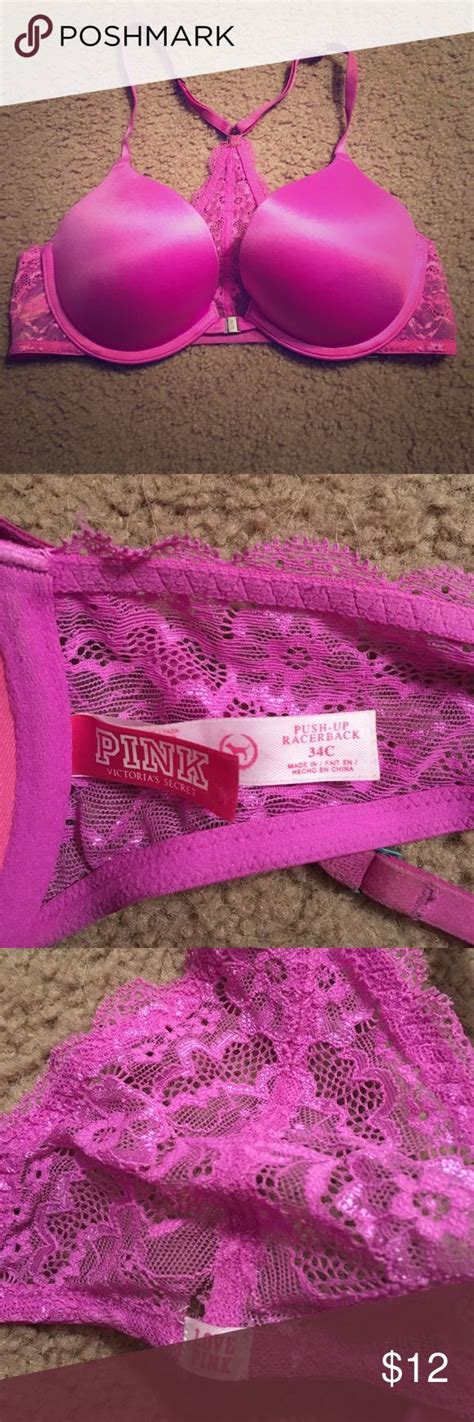 POSHMARK
PINK
VICTORIA'S SECRET
PUSH-UP
RACERBACK
34C
MADE IN / FAIT EN /
HECHO EN CHINA
LOVE
PINK
$12